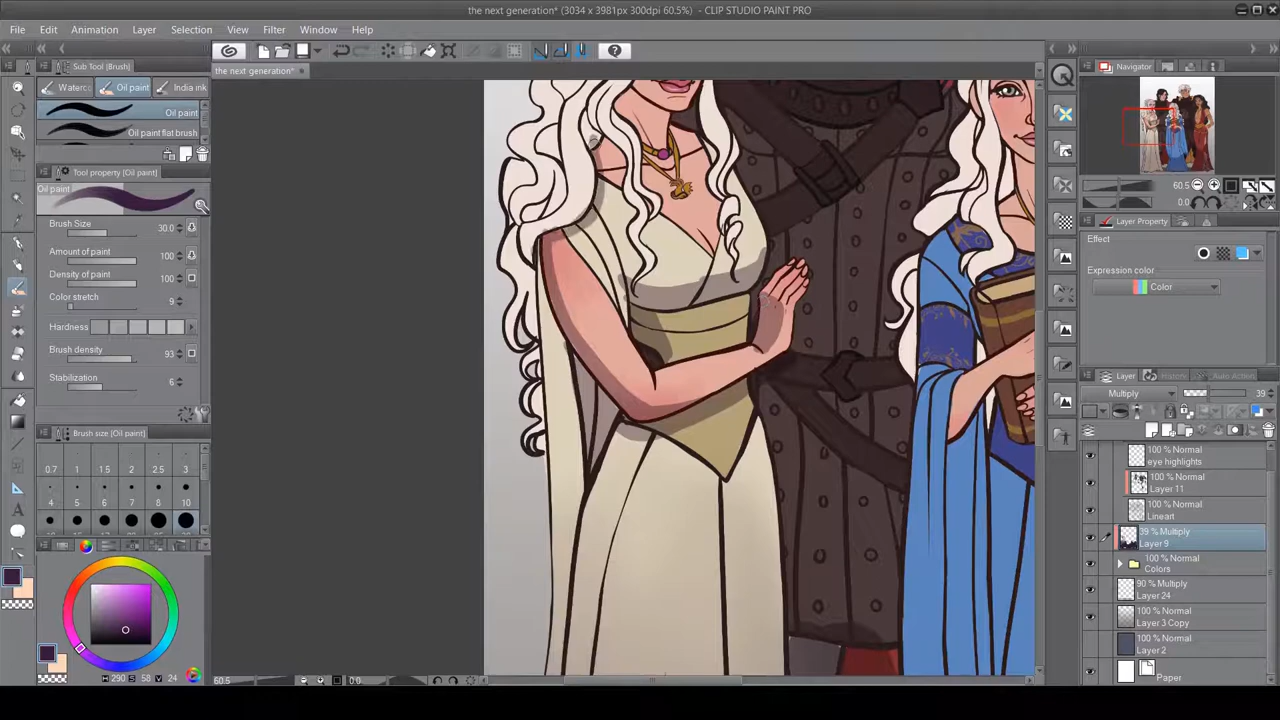 the next generation* (3034 x 3981px 300dpi 60.5%) - CLIP STUDIO PAINT PRO
File Edit Animation Layer Selection View Filter Window Help
Sub Tool [Brush]
the next generation*
Navigator
Waterc Oil paint India ink
Oil paint
Oil paint flat brush
Tool property [Oil paint]
Oil paint
60.5
0.0
Brush Size 30.0
Layer Property
Amount of paint 100
Effect
Density of paint 100
Expression color
Color stretch 9
Color
Hardness
Brush density 93
Stabilization 6
Layer Auto Action
Multiply 39
Brush size [Oil paint]
100 % Normal
eye highlights
0.7 1 1.5 2 2.5 3
100 % Normal
Layer 11
4 5 6 7 8 10
100 % Normal
Lineart
39 % Multiply
Layer 9
100 % Normal
Colors
90 % Multiply
Layer 24
100 % Normal
Layer 3 Copy
100 % Normal
Layer 2
Paper
H 290 S 58 V 24
60.5 0.0